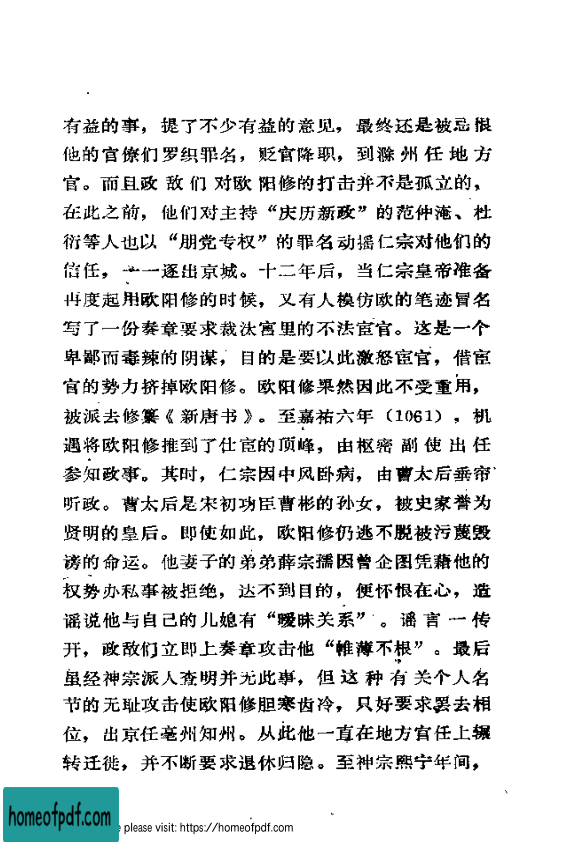 有益的事，提了不少有益的意见，最终还是被忌恨
他的官僚们罗织罪名，贬官降职，到滁州任地方
官。而且政敌们对欧阳修的打击并不是孤立的，
在此之前，他们对主持“庆历新政”的范仲淹、杜
衍等人也以“朋党专权”的罪名动摇仁宗对他们的
信任，一一逐出京城。十二年后，当仁宗皇帝准备
再度起用欧阳修的时候，又有人模仿欧的笔迹冒名
写了一份奏章要求裁汰宫里的不法宦官。这是一个
卑鄙而毒辣的阴谋，目的是要以此激怒宦官，借宦
官的势力挤掉欧阳修。欧阳修果然因此不受重用，
被派去修纂《新唐书》。至嘉祐六年（1061），机
遇将欧阳修推到了仕宦的顶峰，由枢密副使出任
参知政事。其时，仁宗因中风卧病，由曹太后垂帘
听政。曹太后是宋初功臣曹彬的孙女，被史家誉为
贤明的皇后。即使如此，欧阳修仍逃不脱被污蔑毁
谤的命运。他妻子的弟弟薛宗孺因曾企图凭藉他的
权势办私事被拒绝，达不到目的，便怀恨在心，造
谣说他与自己的儿媳有“暧昧关系”。谣言一传
开，政敌们立即上奏章攻击他“帷薄不根”。最后
虽经神宗派人查明并无此事，但这种有关个人名
节的无耻攻击使欧阳修胆寒齿冷，只好要求罢去相
位，出京任亳州知州。从此他一直在地方官任上辗
转迁徙，并不断要求退休归隐。至神宗熙宁年间，
homeofpdf.com
e please visit: https://homeofpdf.com